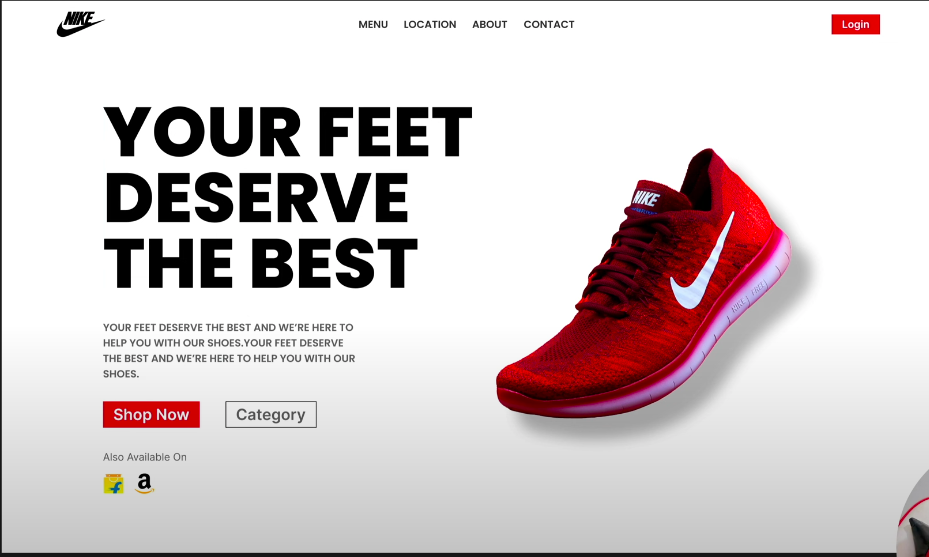 NIKE
MENU LOCATION ABOUT CONTACT
Login
YOUR FEET
DESERVE
THE BEST
NIKE
YOUR FEET DESERVE THE BEST AND WE'RE HERE TO
HELP YOU WITH OUR SHOES.YOUR FEET DESERVE
THE BEST AND WE'RE HERE TO HELP YOU WITH OUR
SHOES.
Shop Now
Category
Also Available On
f
a